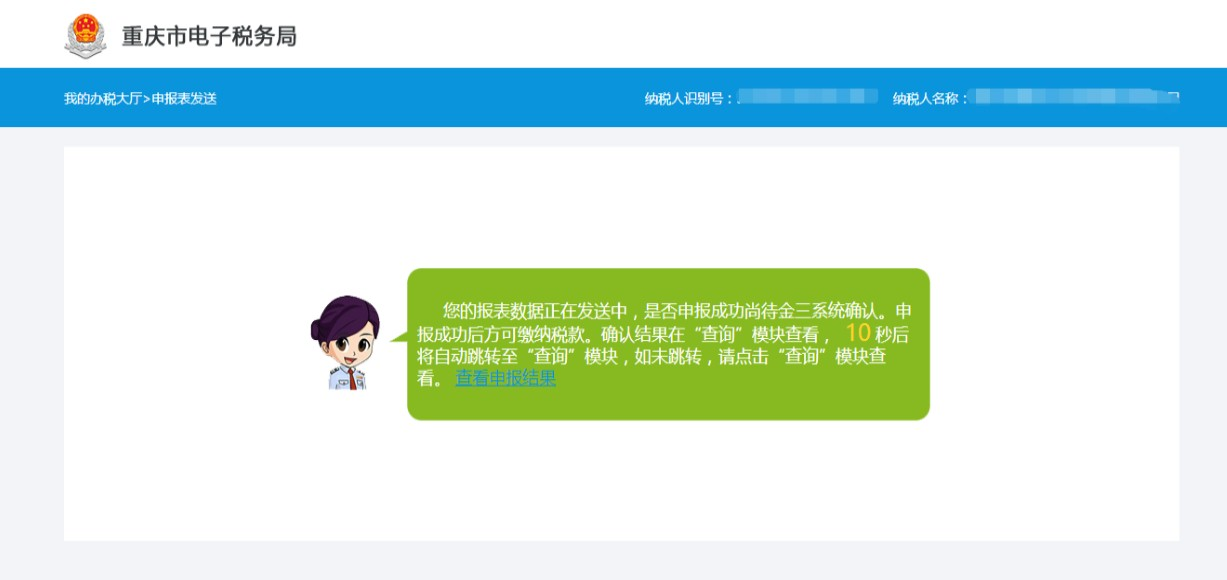 重庆市电子税务局
我的办税大厅>申报表发送
纳税人识别号：
纳税人名称：
您的报表数据正在发送中，是否申报成功尚待金三系统确认。申
报成功后方可缴纳税款。确认结果在“查询”模块查看， 10 秒后
将自动跳转至“查询”模块，如未跳转，请点击“查询”模块查
看。 查看申报结果